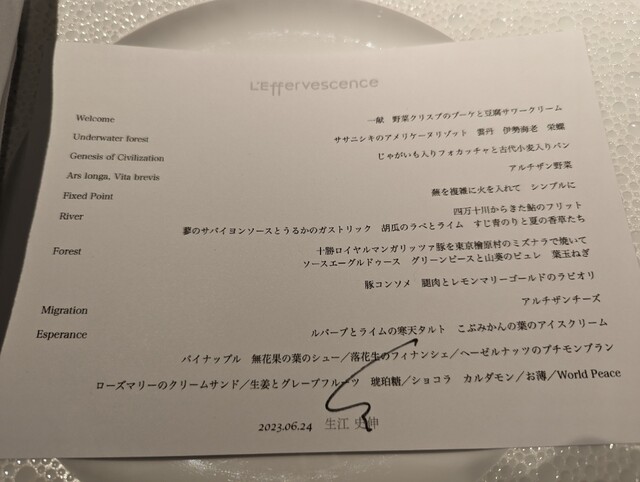 L'Effervescence
Welcome 一献 野菜クリスプのブーケと豆腐サワークリーム
Underwater forest ササニシキのアメリケーヌリゾット 雲丹 伊勢海老 栄螺
Genesis of Civilization じゃがいも入りフォカッチャと古代小麦入りパン
Ars longa, Vita brevis アルチザン野菜
Fixed Point 蕪を複雑に火を入れて シンプルに
River 四万十川からきた鮎のフリット
蓼のサバイヨンソースとうるかのガストリック 胡瓜のラペとライム すじ青のりと夏の香草たち
Forest 十勝ロイヤルマンガリッツァ豚を東京檜原村のミズナラで焼いて
ソースエーグルドゥース グリーンピースと山葵のピュレ 葉玉ねぎ
豚コンソメ 腿肉とレモンマリーゴールドのラビオリ
Migration アルチザンチーズ
Esperance ルバーブとライムの寒天タルト こぶみかんの葉のアイスクリーム
パイナップル 無花果の葉のシュー／落花生のフィナンシェ／ヘーゼルナッツのプチモンブラン
ローズマリーのクリームサンド／生姜とグレープフルーツ 琥珀糖／ショコラ カルダモン／お薄／World Peace
2023.06.24 生江 史伸